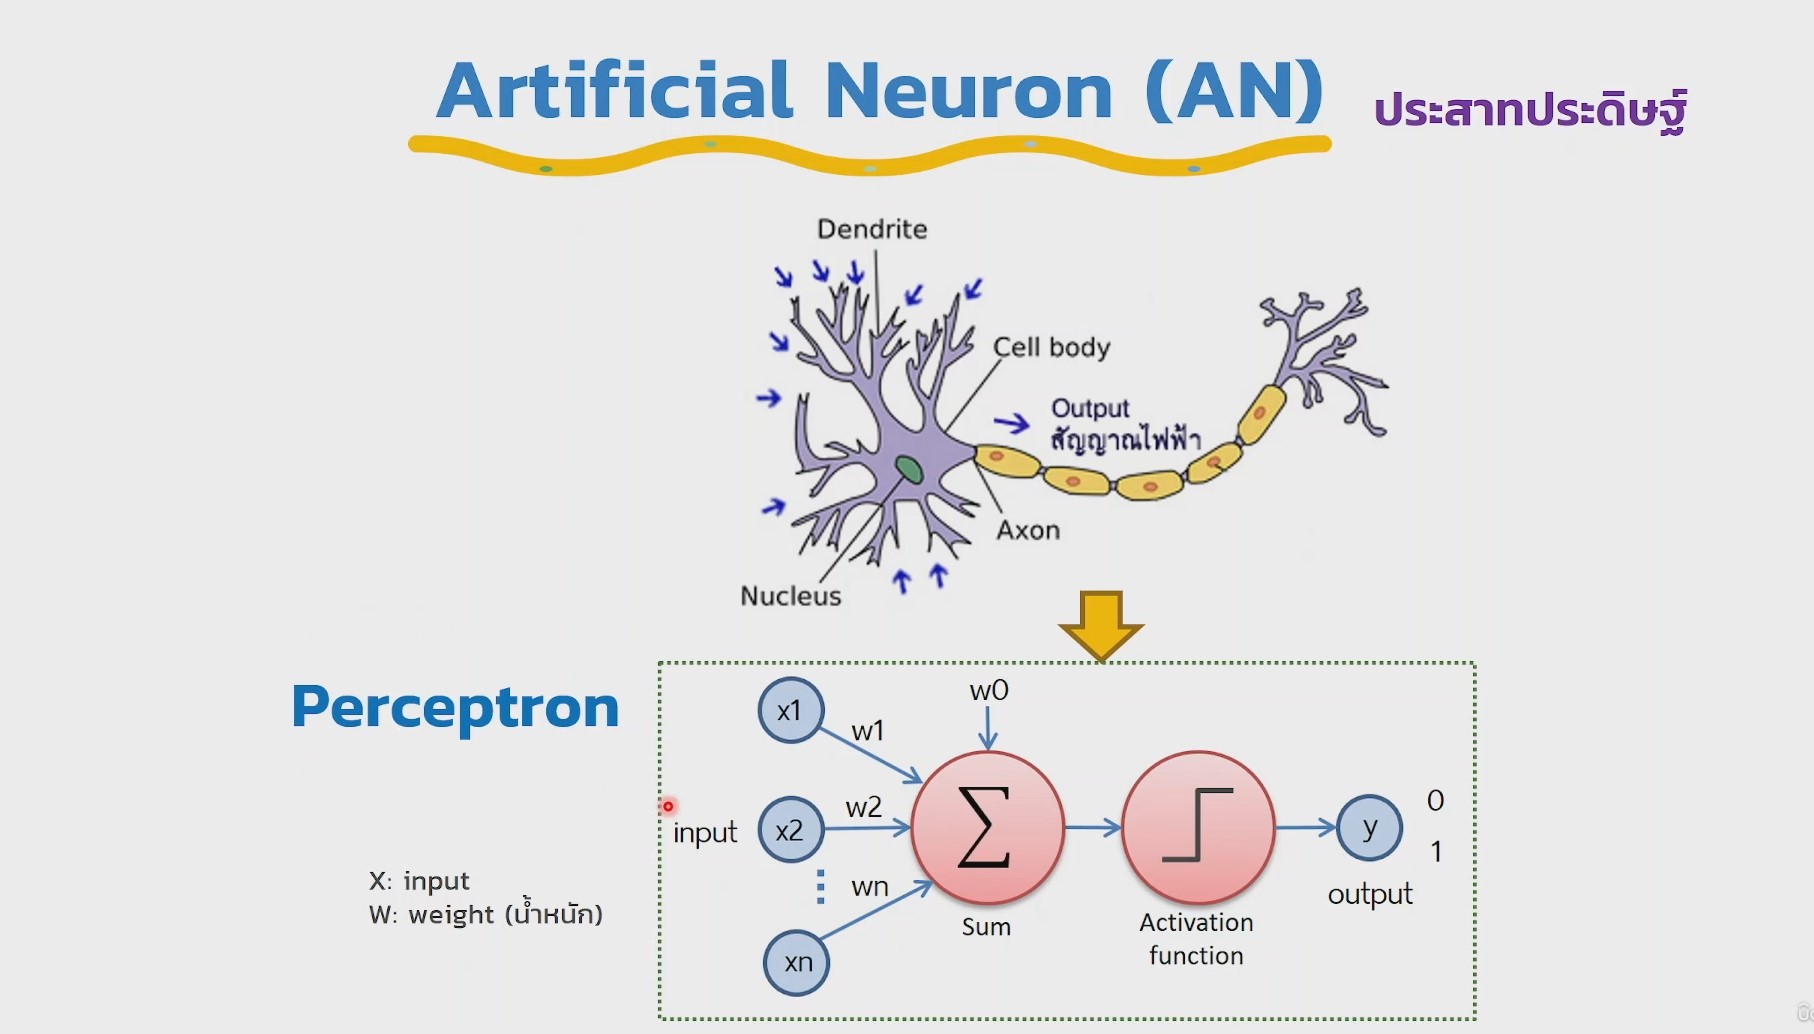 Artificial Neuron (AN)
ประสาทประดิษฐ์
Dendrite
Cell body
Output
สัญญาณไฟฟ้า
Axon
Nucleus
Perceptron
x1
w1
w0
x2
w2
input
wn
xn
Sum
Activation
function
y
0
1
output
X: input
W: weight (น้ำหนัก)